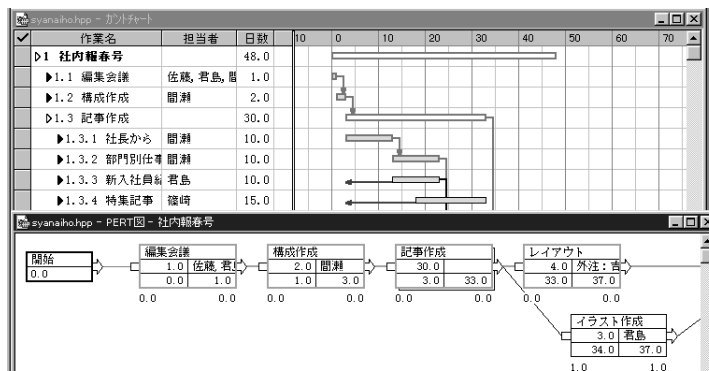 syanaiho.hpp - ガントチャート
作業名 担当者 日数 10 0 10 20 30 40 50 60 70
1 社内報春号 48.0
1.1 編集会議 佐藤,君島,間 1.0
1.2 構成作成 間瀬 2.0
1.3 記事作成 30.0
1.3.1 社長から 間瀬 10.0
1.3.2 部門別仕事 間瀬 10.0
1.3.3 新入社員 君島 10.0
1.3.4 特集記事 篠崎 15.0
syanaiho.hpp - PERT図 - 社内報春号
開始
0.0
編集会議
1.0 佐藤,君
0.0 1.0
0.0 0.0
構成作成
2.0 間瀬
1.0 3.0
0.0 0.0
記事作成
30.0
3.0 33.0
0.0 0.0
レイアウト
4.0 外注:吉
33.0 37.0
0.0 0.0
イラスト作成
3.0 君島
34.0 37.0
1.0 1.0